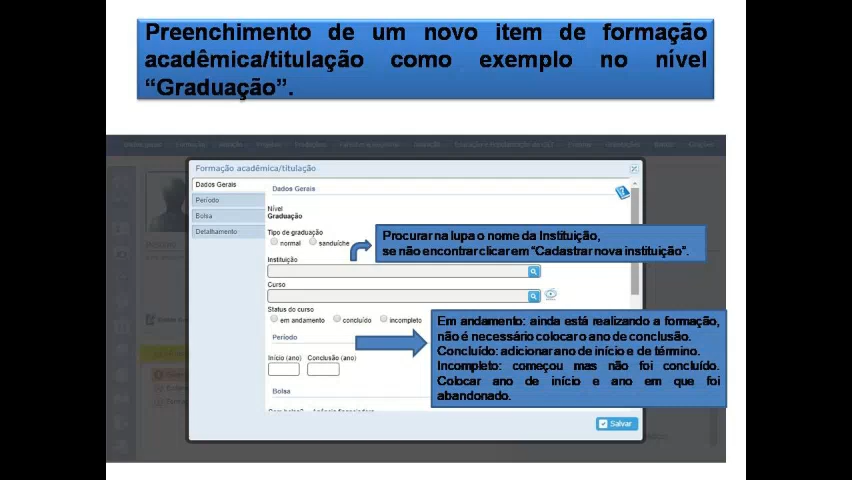 Preenchimento de um novo item de formação
acadêmica/titulação como exemplo no nível
“Graduação”.
Formação acadêmica/titulação
Dados Gerais
Período
Bolsa
Detalhamento
Dados Gerais
Nível
Graduação
Tipo de graduação
normal sanduíche
Procurar na lupa o nome da Instituição,
se não encontrar clicar em “Cadastrar nova instituição”.
Instituição
Curso
Status do curso
em andamento concluído incompleto
Em andamento: ainda está realizando a formação,
não é necessário colocar o ano de conclusão.
Concluído: adicionar ano de início e de término.
Incompleto: começou mas não foi concluído.
Colocar ano de início e ano em que foi
abandonado.
Período
Início (ano) Conclusão (ano)
Bolsa
Salvar